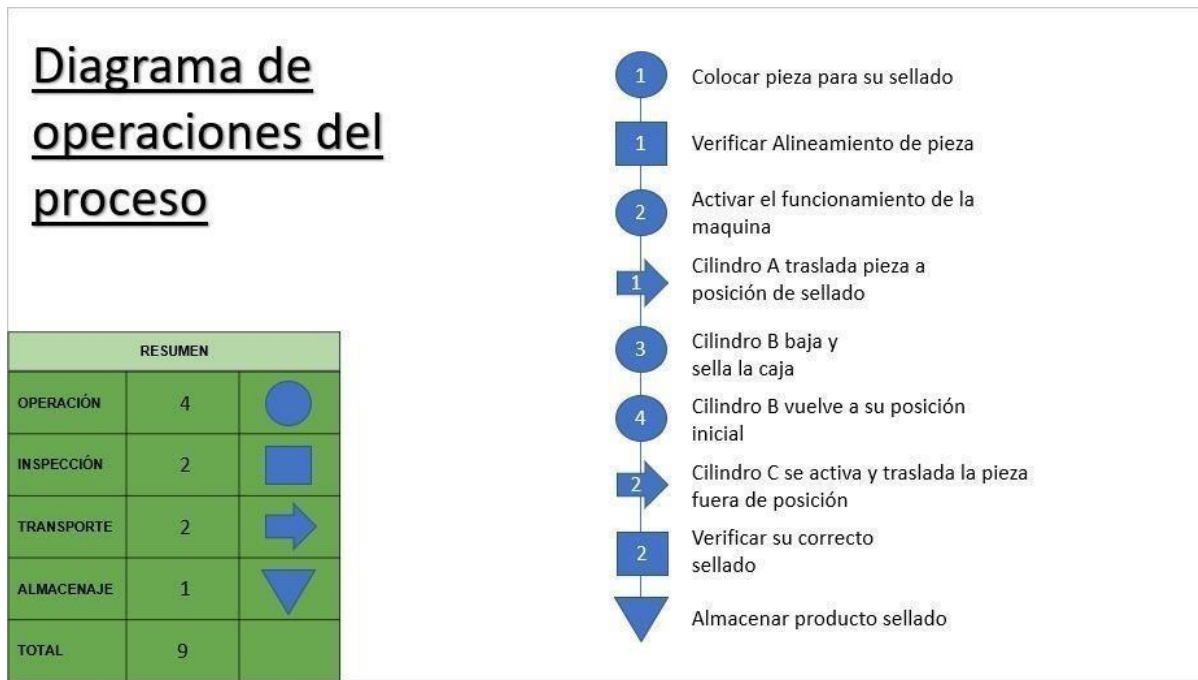 Diagrama de
operaciones del
proceso
1 Colocar pieza para su sellado
1 Verificar Alineamiento de pieza
2 Activar el funcionamiento de la
maquina
1 Cilindro A traslada pieza a
posición de sellado
3 Cilindro B baja y
sella la caja
4 Cilindro B vuelve a su posición
inicial
2 Cilindro C se activa y traslada la pieza
fuera de posición
2 Verificar su correcto
sellado
Almacenar producto sellado
RESUMEN
OPERACIÓN 4
INSPECCIÓN 2
TRANSPORTE 2
ALMACENAJE 1
TOTAL 9